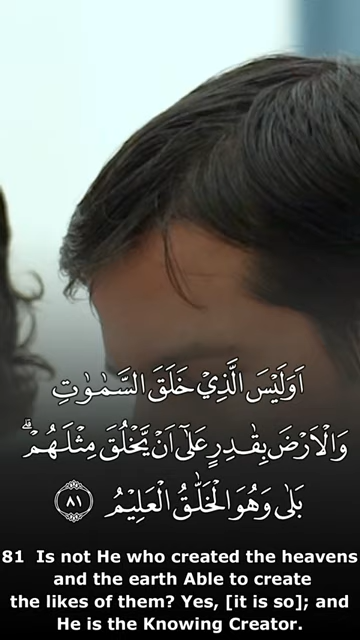 اَوَلَيْسَ الَّذِيْ خَلَقَ السَّمٰوٰتِ
وَالْاَرْضَ بِقٰدِرٍ عَلٰٓى اَنْ يَّخْلُقَ مِثْلَهُمْ ۗ
بَلٰى وَهُوَ الْخَلّٰقُ الْعَلِيْمُ ٨١
81 Is not He who created the heavens
and the earth Able to create
the likes of them? Yes, [it is so]; and
He is the Knowing Creator.